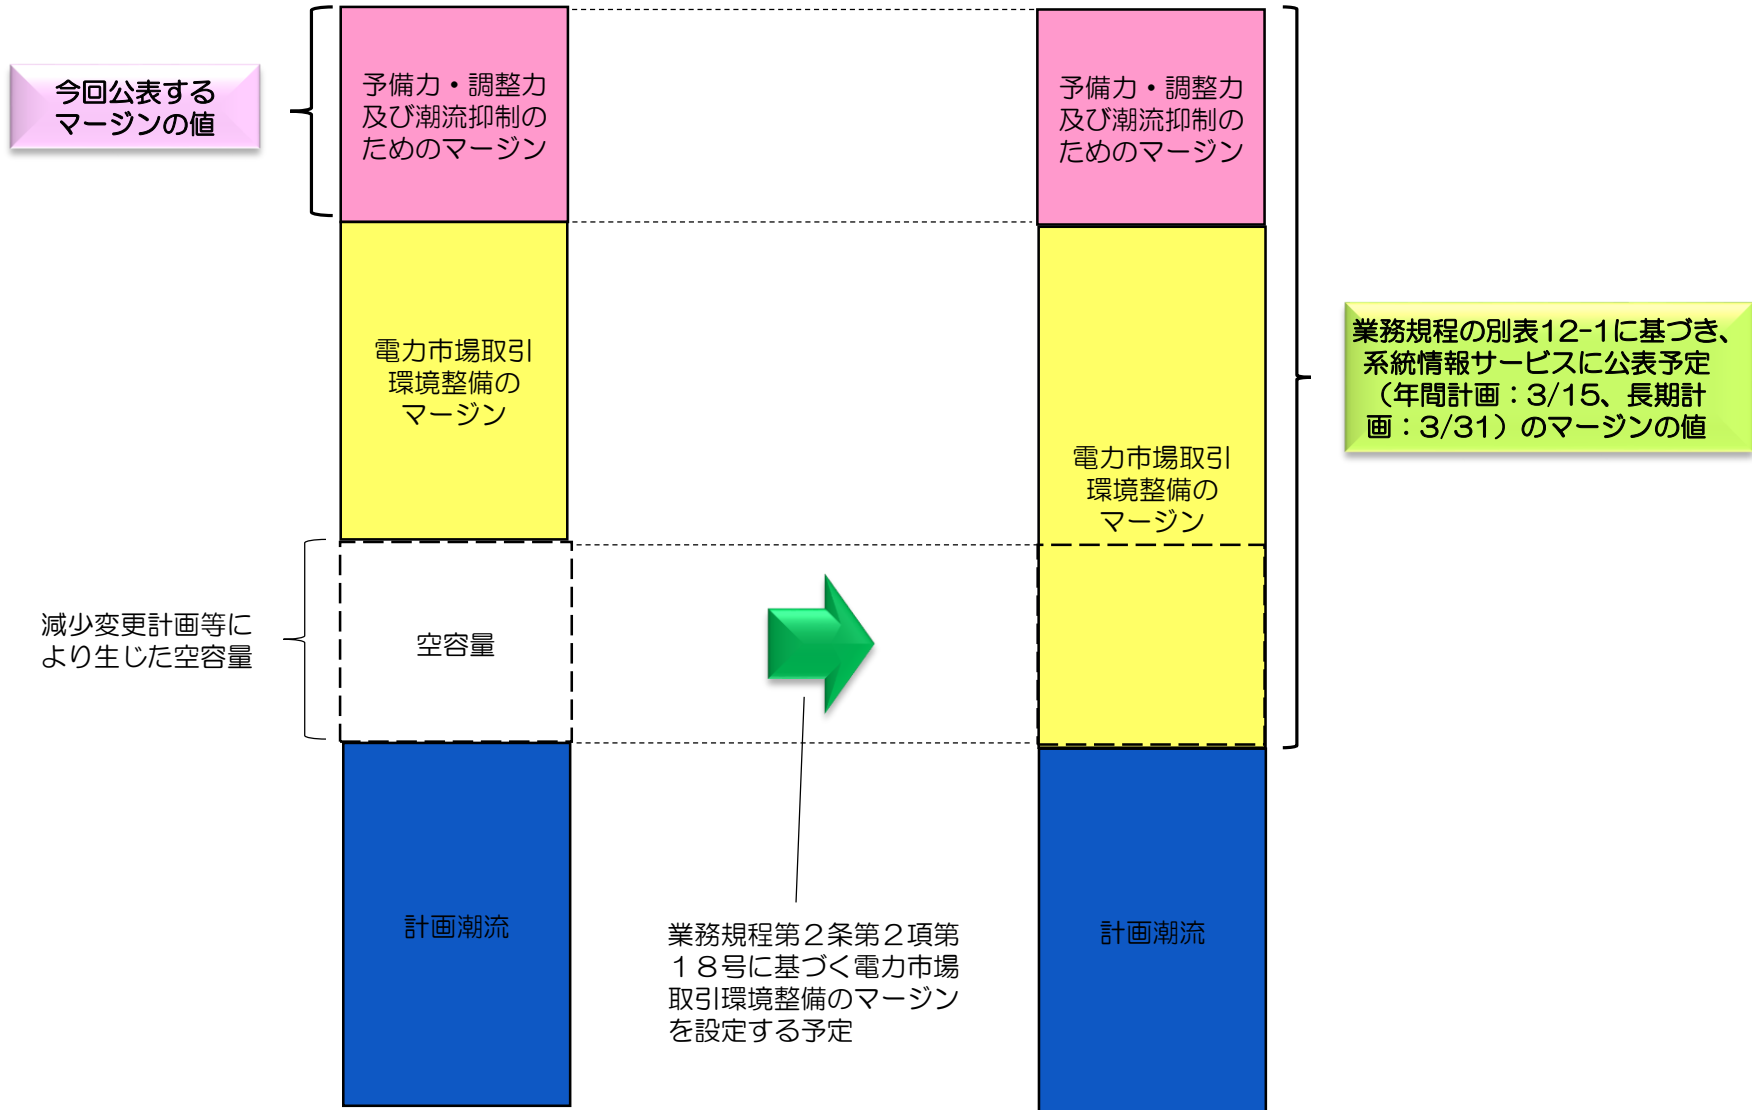 今回公表する
マージンの値
予備力・調整力
及び潮流抑制の
ためのマージン
電力市場取引
環境整備の
マージン
減少変更計画等に
より生じた空容量
空容量
計画潮流
業務規程第２条第２項第
１８号に基づく電力市場
取引環境整備のマージン
を設定する予定
予備力・調整力
及び潮流抑制の
ためのマージン
電力市場取引
環境整備の
マージン
計画潮流
業務規程の別表12-1に基づき、
系統情報サービスに公表予定
（年間計画：3/15、長期計
画：3/31）のマージンの値